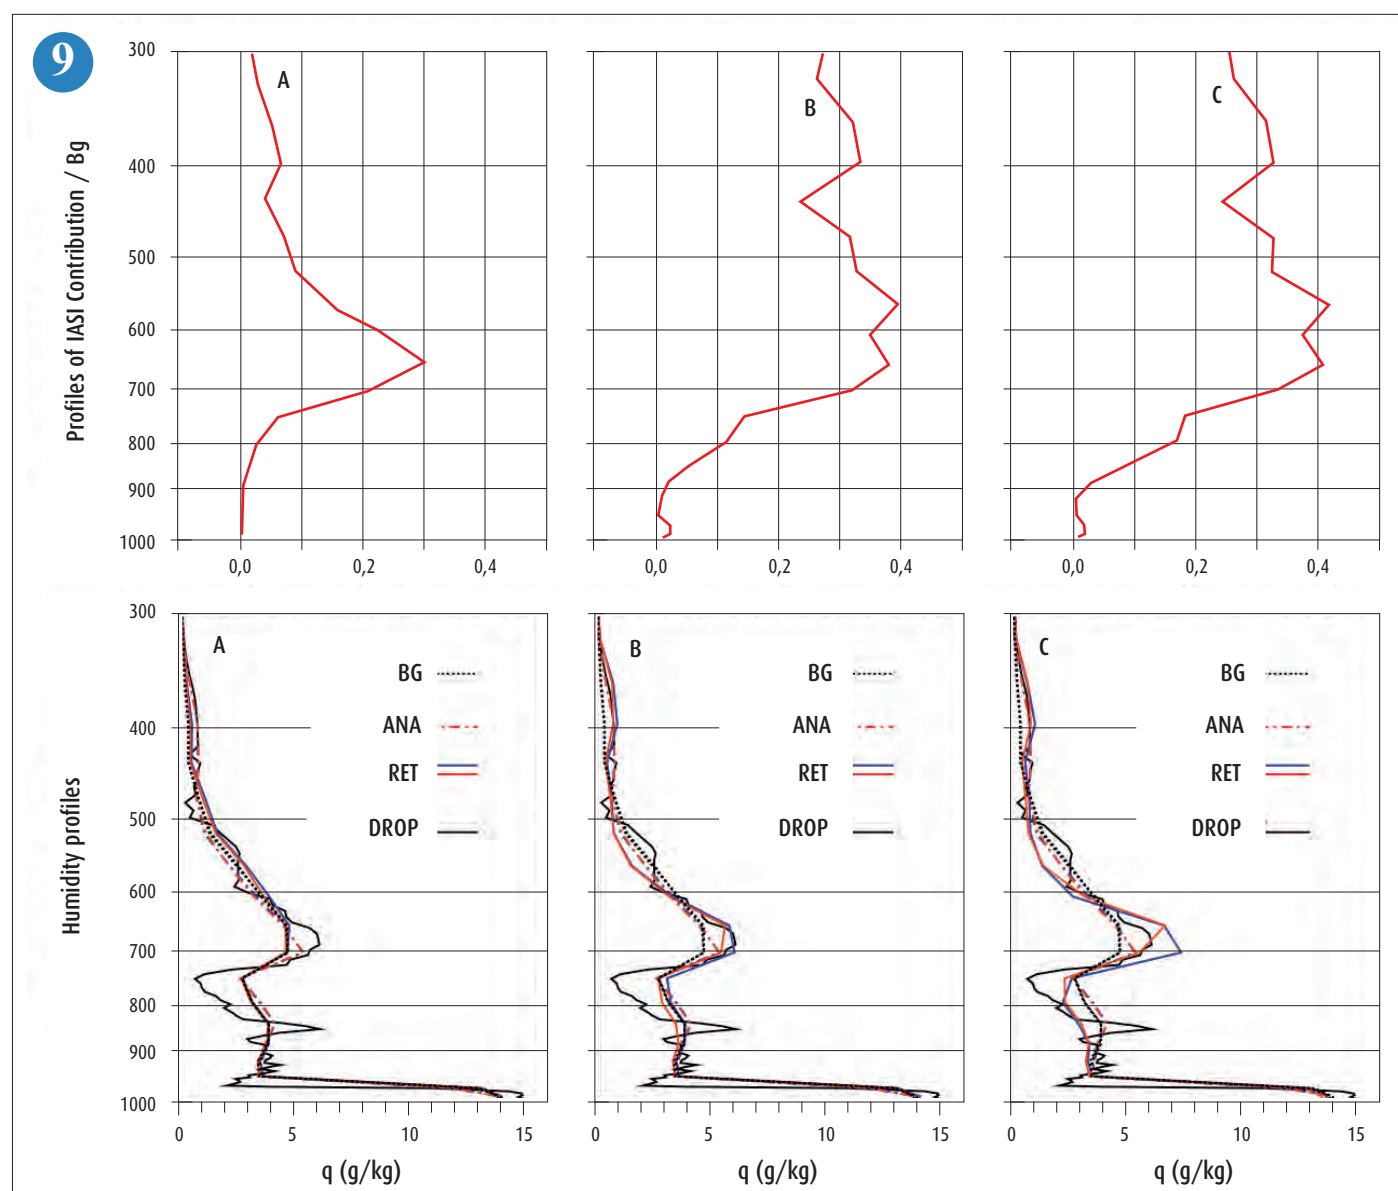 9
Profiles of IASI Contribution / Bg
300
400
500
600
700
800
900
1000
A
0,0 0,2 0,4
B
0,0 0,2 0,4
C
0,0 0,2 0,4
Humidity profiles
300
400
500
600
700
800
900
1000
A
BG
ANA
RET
DROP
0 5 10 15
q (g/kg)
B
BG
ANA
RET
DROP
0 5 10 15
q (g/kg)
C
BG
ANA
RET
DROP
0 5 10 15
q (g/kg)